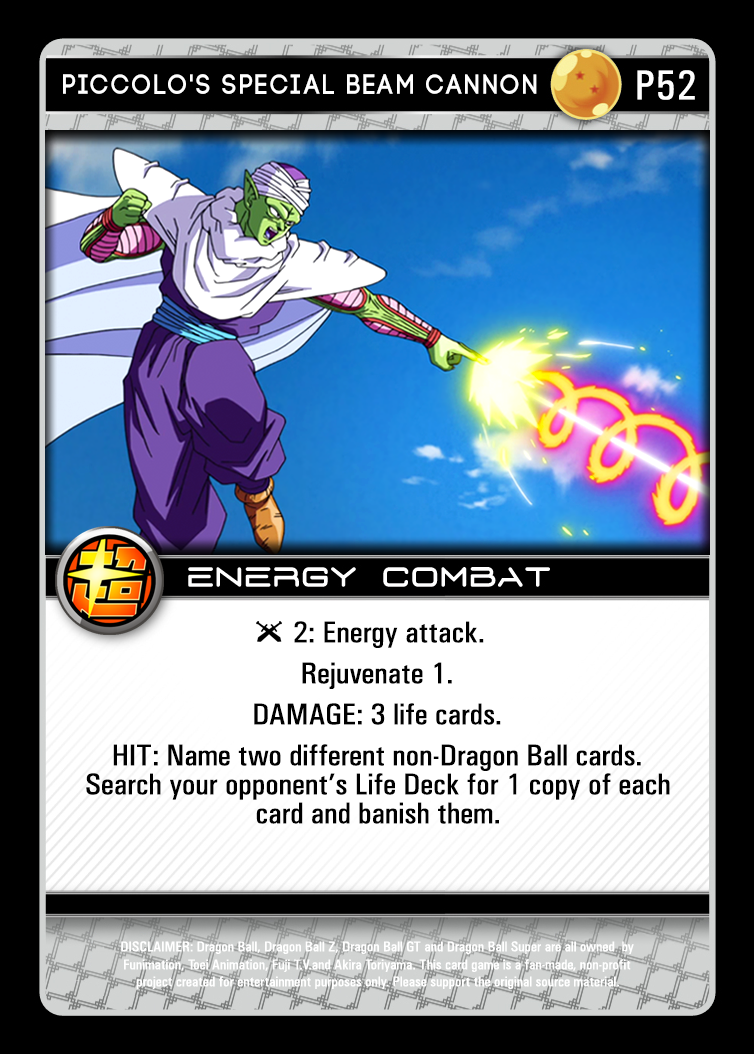 PICCOLO'S SPECIAL BEAM CANNON P52
ENERGY COMBAT
2: Energy attack.
Rejuvenate 1.
DAMAGE: 3 life cards.
HIT: Name two different non-Dragon Ball cards.
Search your opponent's Life Deck for 1 copy of each
card and banish them.
DISCLAIMER: Dragon Ball, Dragon Ball Z, Dragon Ball GT and Dragon Ball Super are all owned by
Funimation, Toei Animation, Fuji T.V.and Akira Toriyama. This card game is a fan-made, non-profit
project created for entertainment purposes only. Please support the original source material.